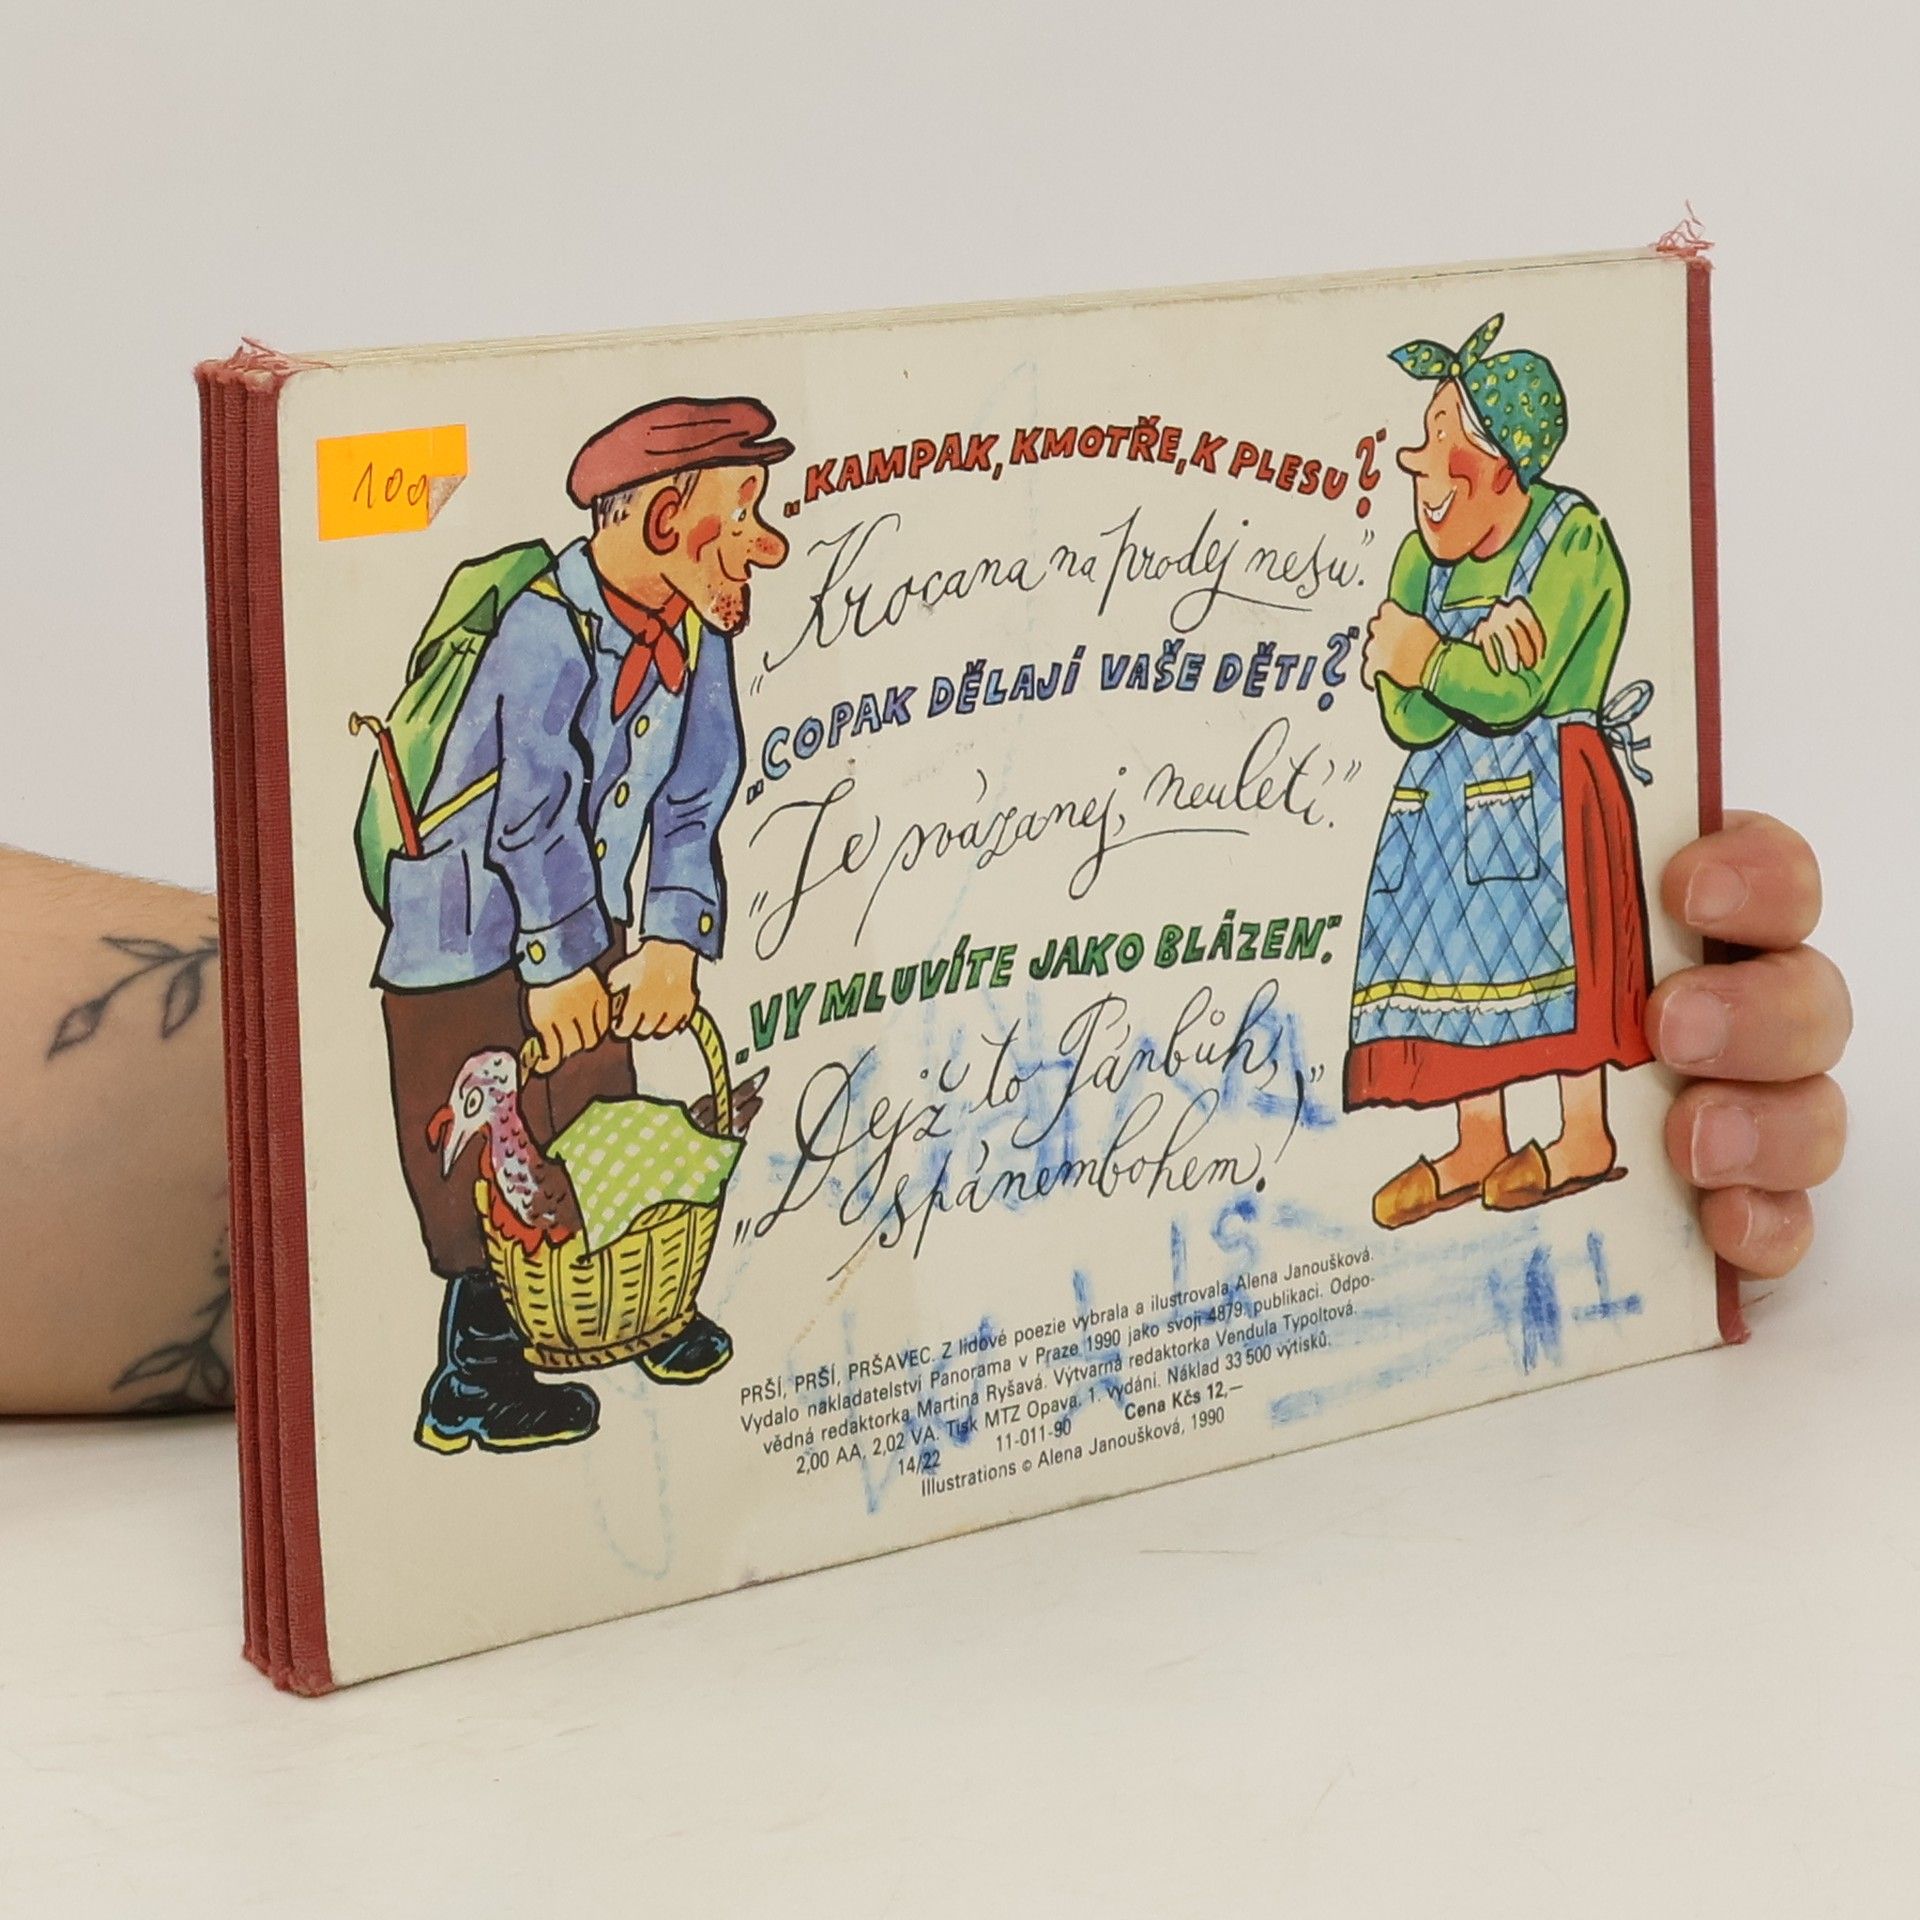 100
„KAMPAK, KMOTŘE, K PLESU?“
„Krocana na prodej nesu.“
„COPAK DĚLAJÍ VAŠE DĚTI?“
„Je svázanej, neuletí.“
„VY MLUVÍTE JAKO BLÁZEN.“
„Dejž to Pánbůh,
spánembohem!“
PRŠÍ, PRŠÍ, PRŠAVEC. Z lidové poezie vybrala a ilustrovala Alena Janoušková.
Vydalo nakladatelství Panorama v Praze 1990 jako svoji 4879. publikaci. Odpo-
vědná redaktorka Martina Ryšavá. Výtvarná redaktorka Vendula Typoltová.
2,00 AA, 2,02 VA. Tisk MTZ Opava. 1. vydání. Náklad 33 500 výtisků.
14/22 11-011-90 Cena Kčs 12,—
Illustrations © Alena Janoušková, 1990